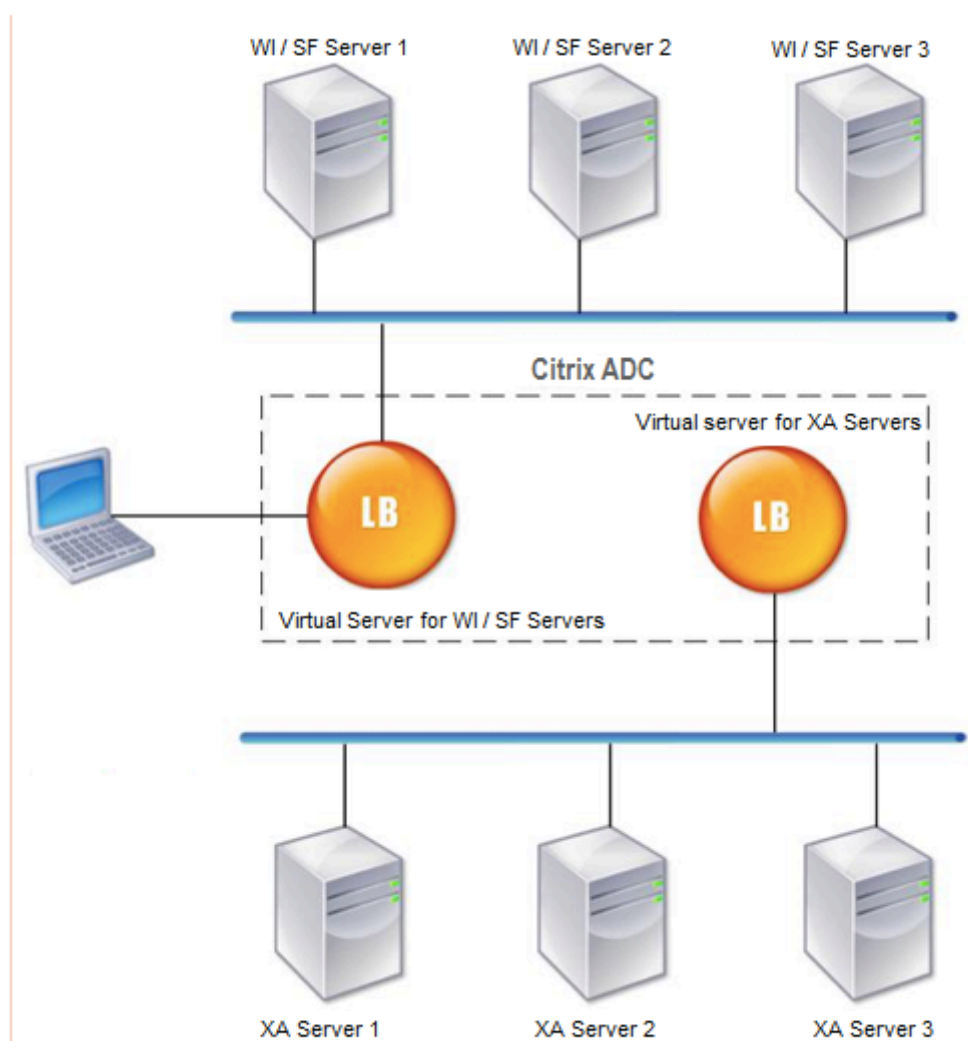 WI / SF Server 1
WI / SF Server 2
WI / SF Server 3
Citrix ADC
Virtual server for XA Servers
LB
LB
Virtual Server for WI / SF Servers
XA Server 1
XA Server 2
XA Server 3